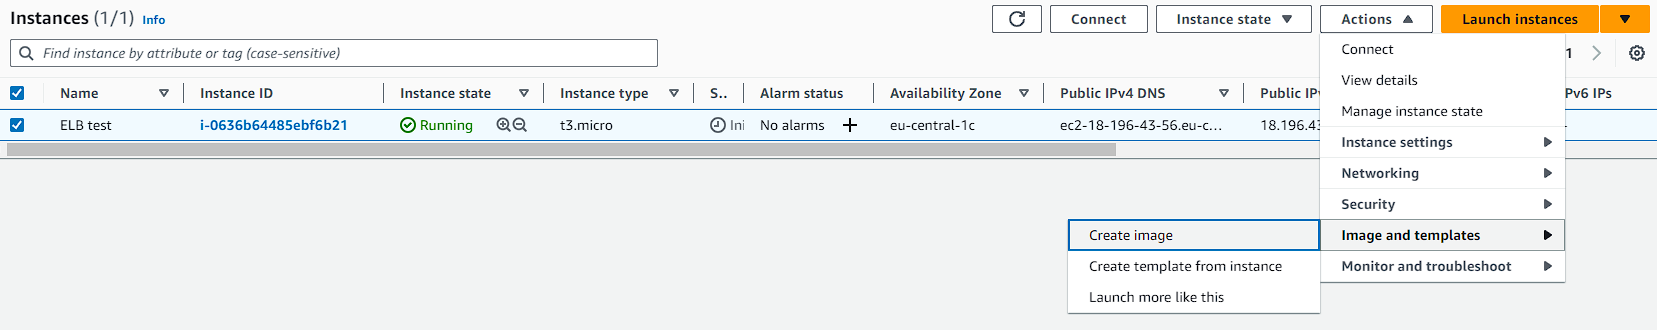 Instances (1/1) Info Connect Instance state Actions Launch instances
Find instance by attribute or tag (case-sensitive) 1
Name Instance ID Instance state Instance type S.. Alarm status Availability Zone Public IPv4 DNS Public IP Pv6 IPs
ELB test i-0636b64485ebf6b21 Running t3.micro Ini No alarms eu-central-1c ec2-18-196-43-56.eu-c... 18.196.43 -
Connect
View details
Manage instance state
Instance settings
Networking
Security
Image and templates
Monitor and troubleshoot
Create image
Create template from instance
Launch more like this